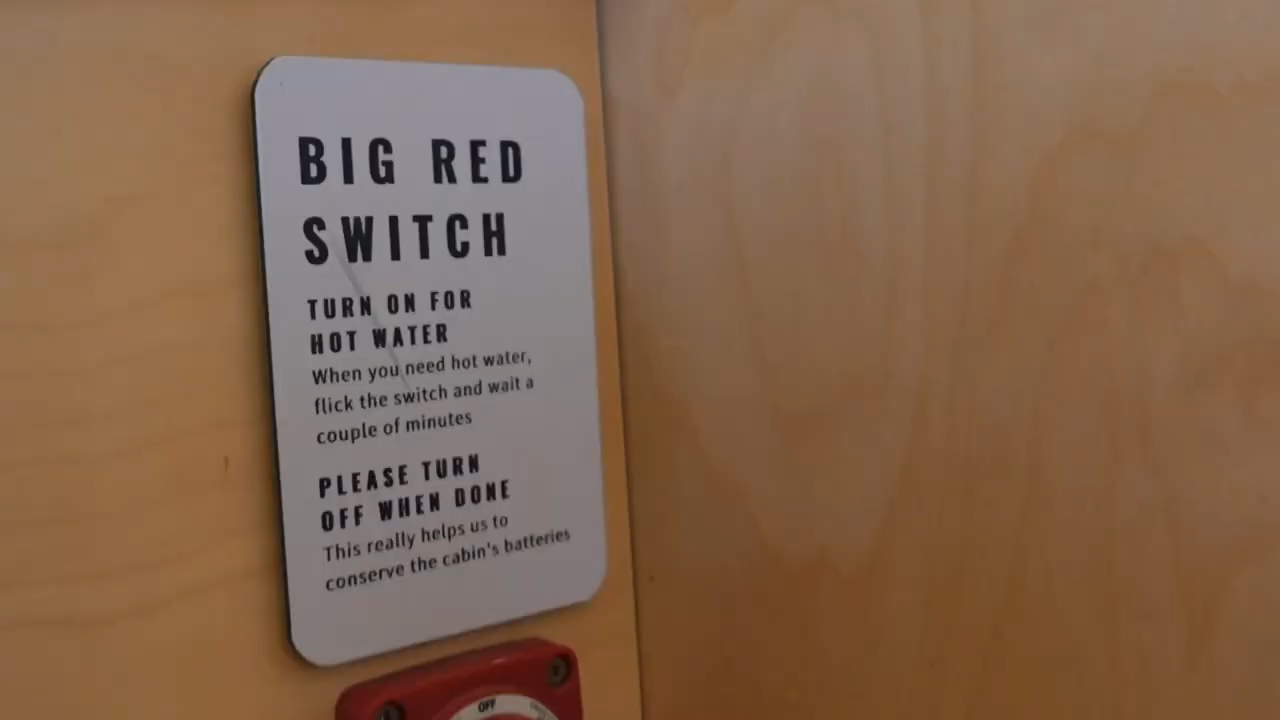 BIG RED
SWITCH
TURN ON FOR
HOT WATER
When you need hot water,
flick the switch and wait a
couple of minutes
PLEASE TURN
OFF WHEN DONE
This really helps us to
conserve the cabin's batteries
OFF